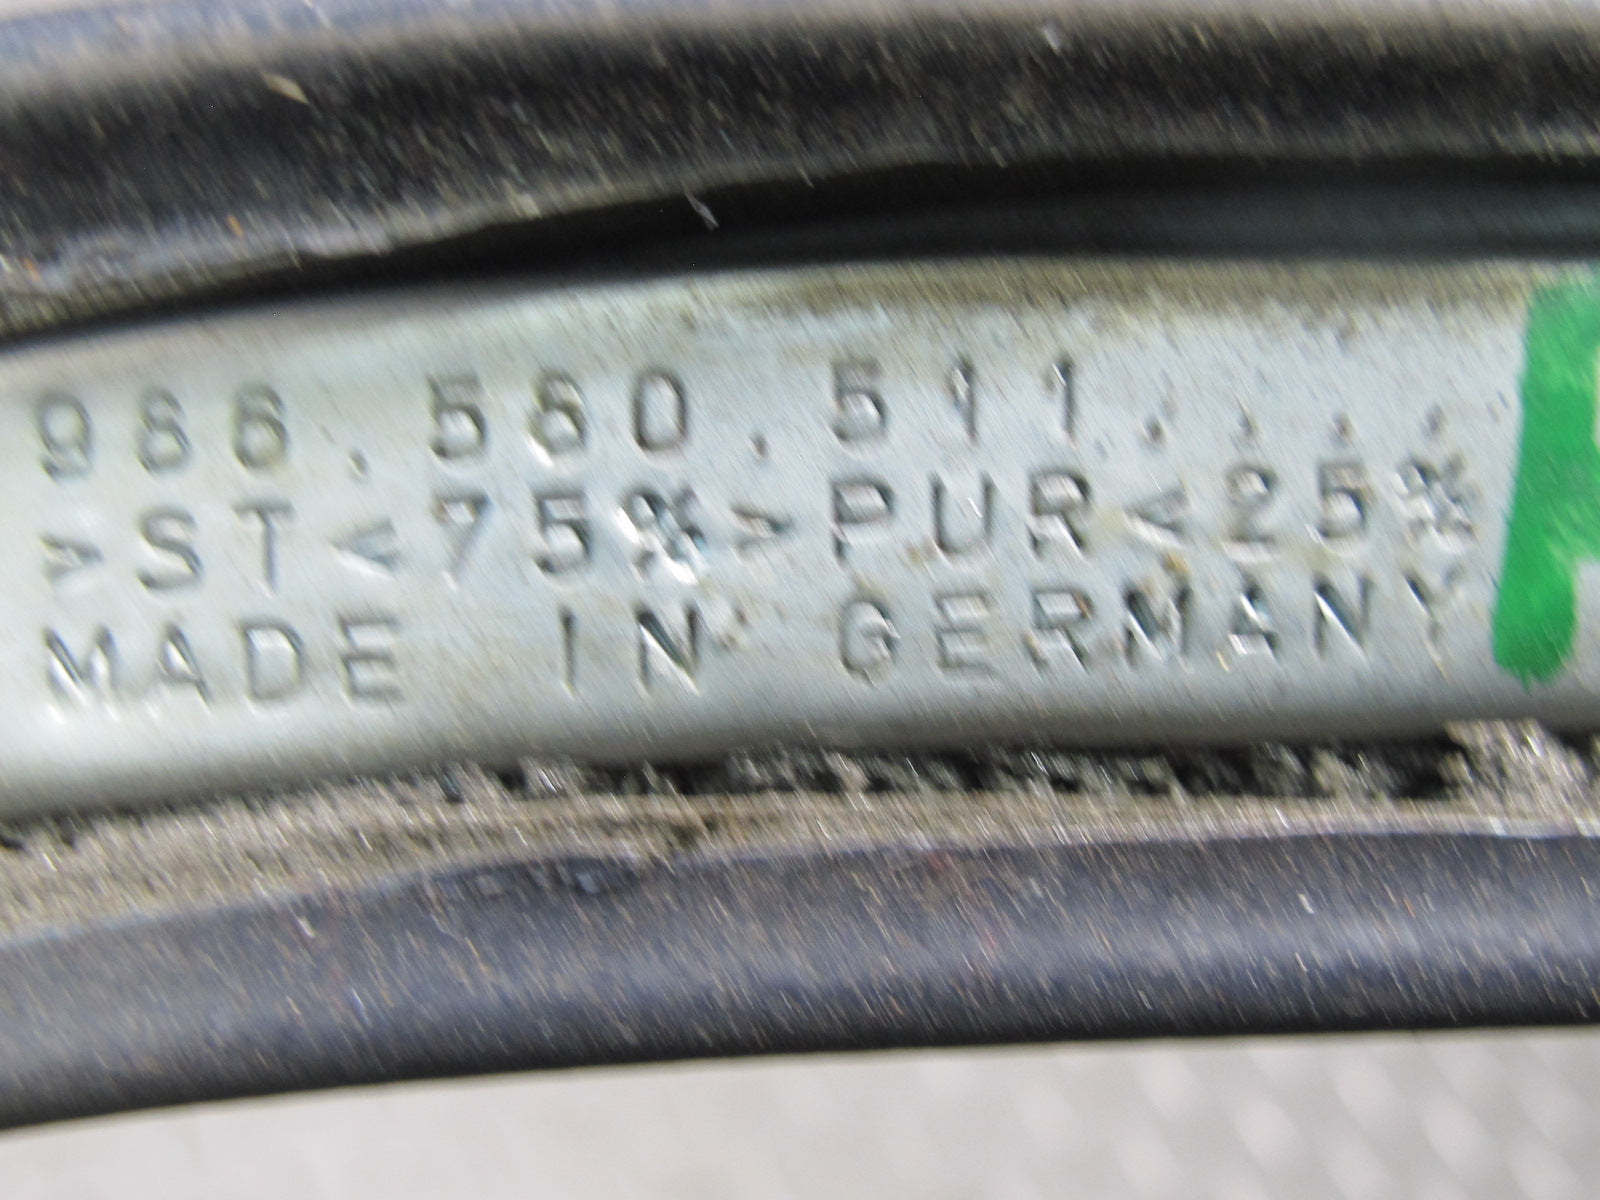 986.560.511....
>ST<75%>PUR<25%
MADE IN GERMANY